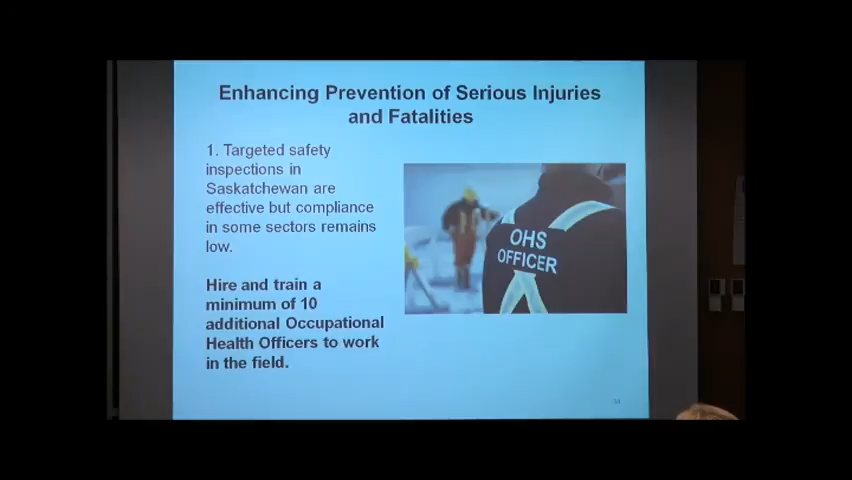 Enhancing Prevention of Serious Injuries
and Fatalities
1. Targeted safety
inspections in
Saskatchewan are
effective but compliance
in some sectors remains
low.
Hire and train a
minimum of 10
additional Occupational
Health Officers to work
in the field.
OHS
OFFICER